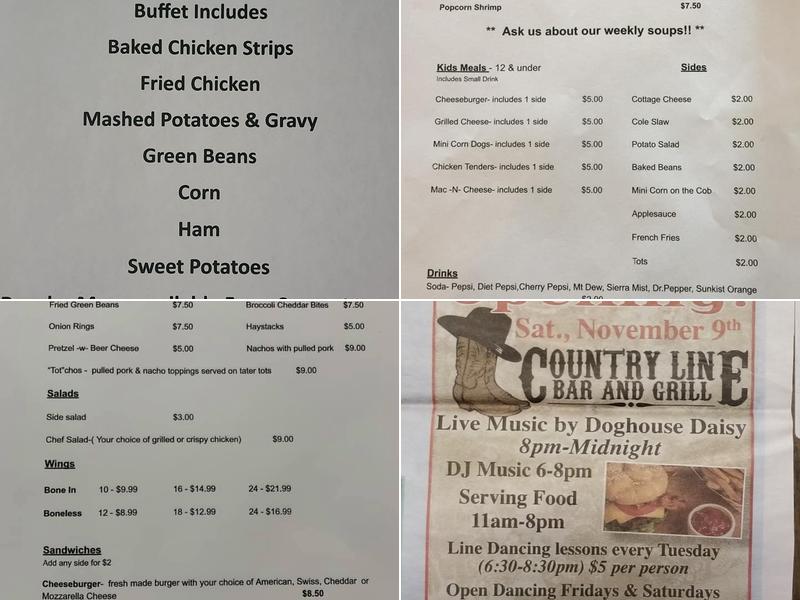 Buffet Includes
Baked Chicken Strips
Fried Chicken
Mashed Potatoes & Gravy
Green Beans
Corn
Ham
Sweet Potatoes
Popcorn Shrimp $7.50
** Ask us about our weekly soups!! **
Kids Meals - 12 & under
Includes Small Drink
Sides
Cheeseburger- includes 1 side $5.00 Cottage Cheese $2.00
Grilled Cheese- includes 1 side $5.00 Cole Slaw $2.00
Mini Corn Dogs- includes 1 side $5.00 Potato Salad $2.00
Chicken Tenders- includes 1 side $5.00 Baked Beans $2.00
Mac -N- Cheese- includes 1 side $5.00 Mini Corn on the Cob $2.00
Applesauce $2.00
French Fries $2.00
Tots $2.00
Drinks
Soda- Pepsi, Diet Pepsi,Cherry Pepsi, Mt Dew, Sierra Mist, Dr.Pepper, Sunkist Orange
Fried Green Beans $7.50 Broccoli Cheddar Bites $7.50
Onion Rings $7.50 Haystacks $5.00
Pretzel -w- Beer Cheese $5.00 Nachos with pulled pork $9.00
"Tot"chos - pulled pork & nacho toppings served on tater tots $9.00
Salads
Side salad $3.00
Chef Salad-( Your choice of grilled or crispy chicken) $9.00
Wings
Bone In 10 - $9.99 16 - $14.99 24 - $21.99
Boneless 12 - $8.99 18 - $12.99 24 - $16.99
Sandwiches
Add any side for $2
Cheeseburger- fresh made burger with your choice of American, Swiss, Cheddar or
Mozzarella Cheese $8.50
Sat., November 9th
COUNTRY LINE
BAR AND GRILL
Live Music by Doghouse Daisy
8pm-Midnight
DJ Music 6-8pm
Serving Food
11am-8pm
Line Dancing lessons every Tuesday
(6:30-8:30pm) $5 per person
Open Dancing Fridays & Saturdays